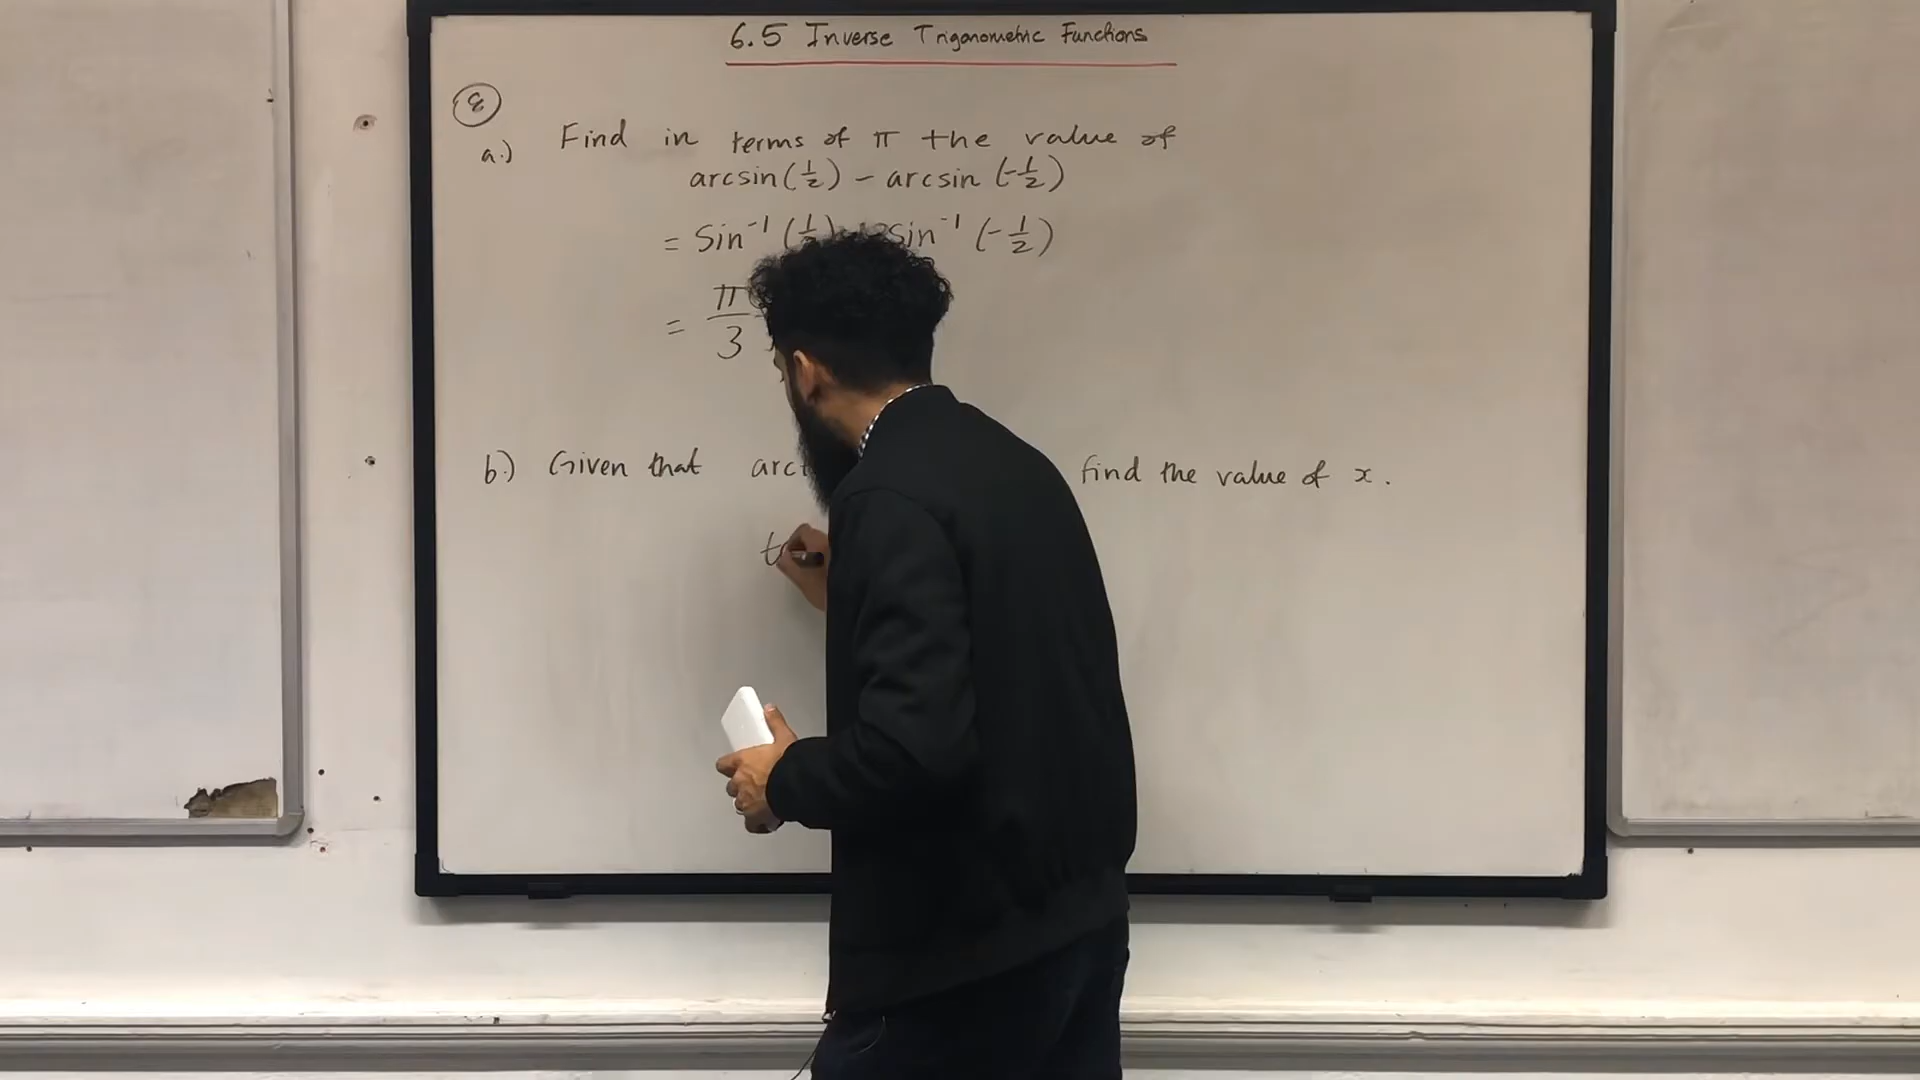 6.5 Inverse Trigonometric Functions
8
a.) Find in terms of π the value of
arcsin(1/2) - arcsin(-1/2)
= Sin⁻¹(1/2) Sin⁻¹(-1/2)
= π/3
b.) Given that find the value of x.